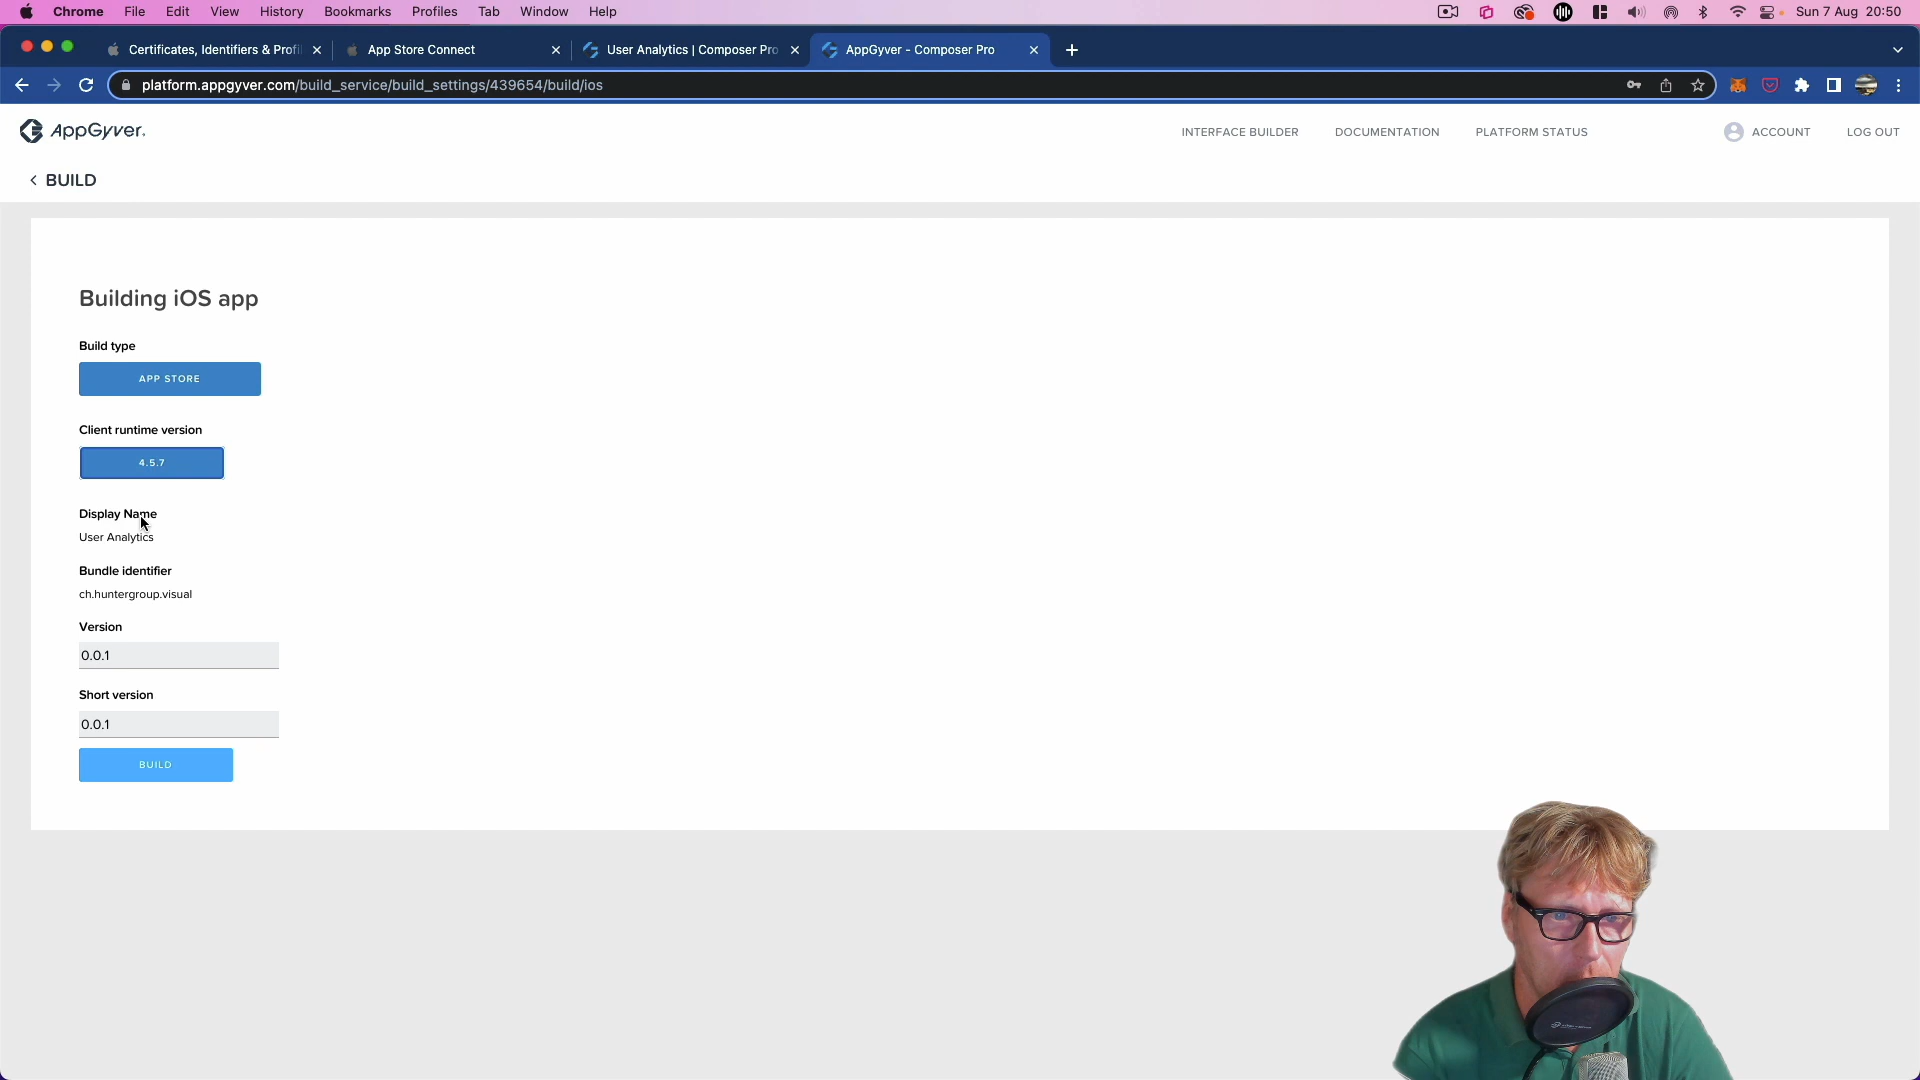 Chrome File Edit View History Bookmarks Profiles Tab Window Help Sun 7 Aug 20:50
Certificates, Identifiers & Profi App Store Connect User Analytics | Composer Pro AppGyver - Composer Pro
platform.appgyver.com/build_service/build_settings/439654/build/ios
AppGyver. INTERFACE BUILDER DOCUMENTATION PLATFORM STATUS ACCOUNT LOG OUT
BUILD
Building iOS app
Build type
APP STORE
Client runtime version
4.5.7
Display Name
User Analytics
Bundle identifier
ch.huntergroup.visual
Version
0.0.1
Short version
0.0.1
BUILD